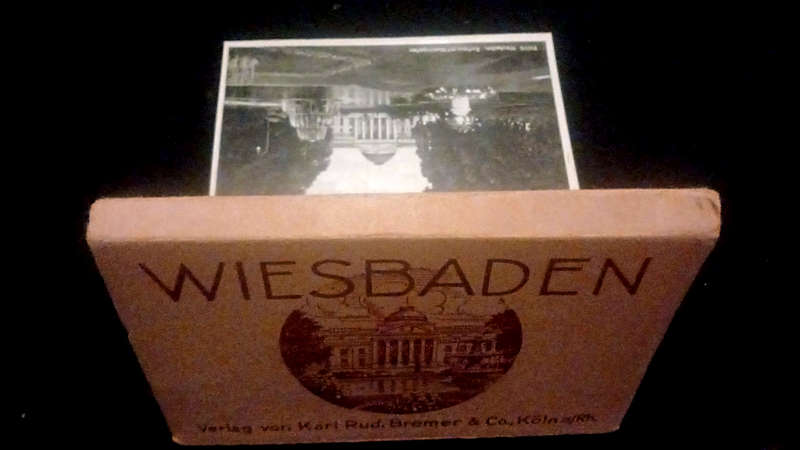 WIESBADEN
Verlag von Karl Rud. Bremer & Co., Köln a/Rh.